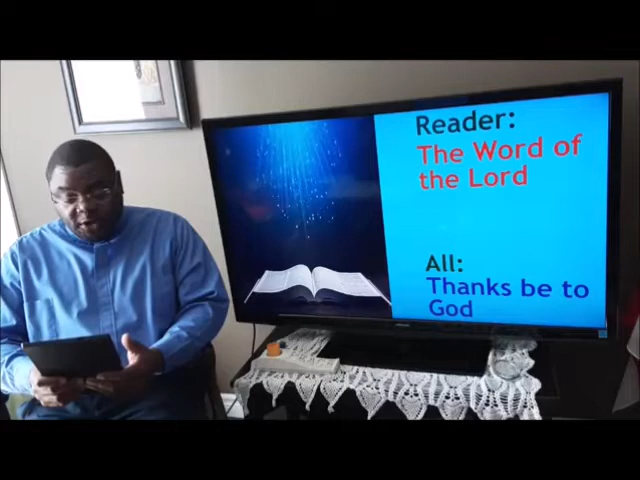 Reader:
The Word of
the Lord
All:
Thanks be to
God